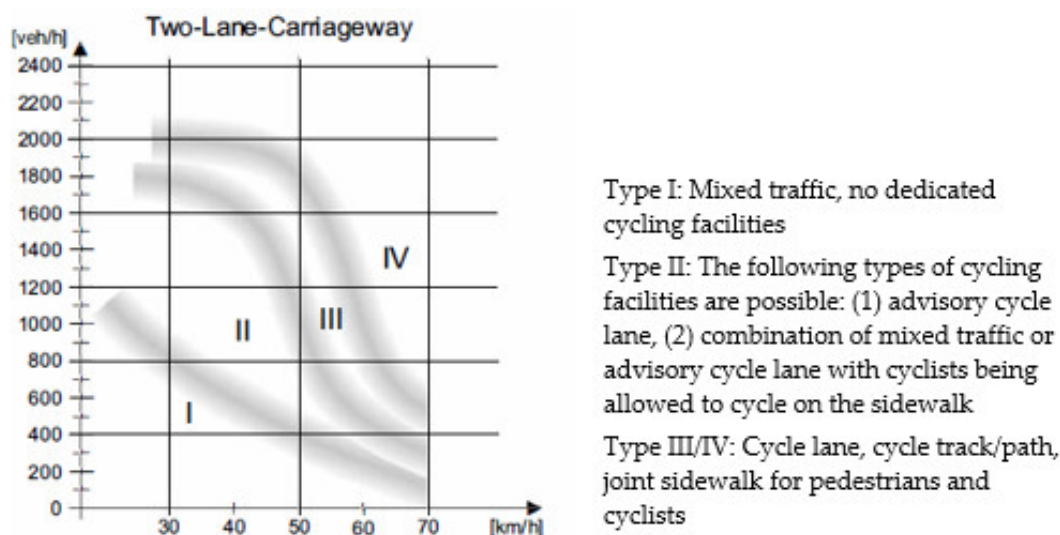 Two-Lane-Carriageway
[veh/h]
2400
2200
2000
1800
1600
1400
1200
1000
800
600
400
200
0
I
II
III
IV
30 40 50 60 70 [km/h]
Type I: Mixed traffic, no dedicated
cycling facilities
Type II: The following types of cycling
facilities are possible: (1) advisory cycle
lane, (2) combination of mixed traffic or
advisory cycle lane with cyclists being
allowed to cycle on the sidewalk
Type III/IV: Cycle lane, cycle track/path,
joint sidewalk for pedestrians and
cyclists